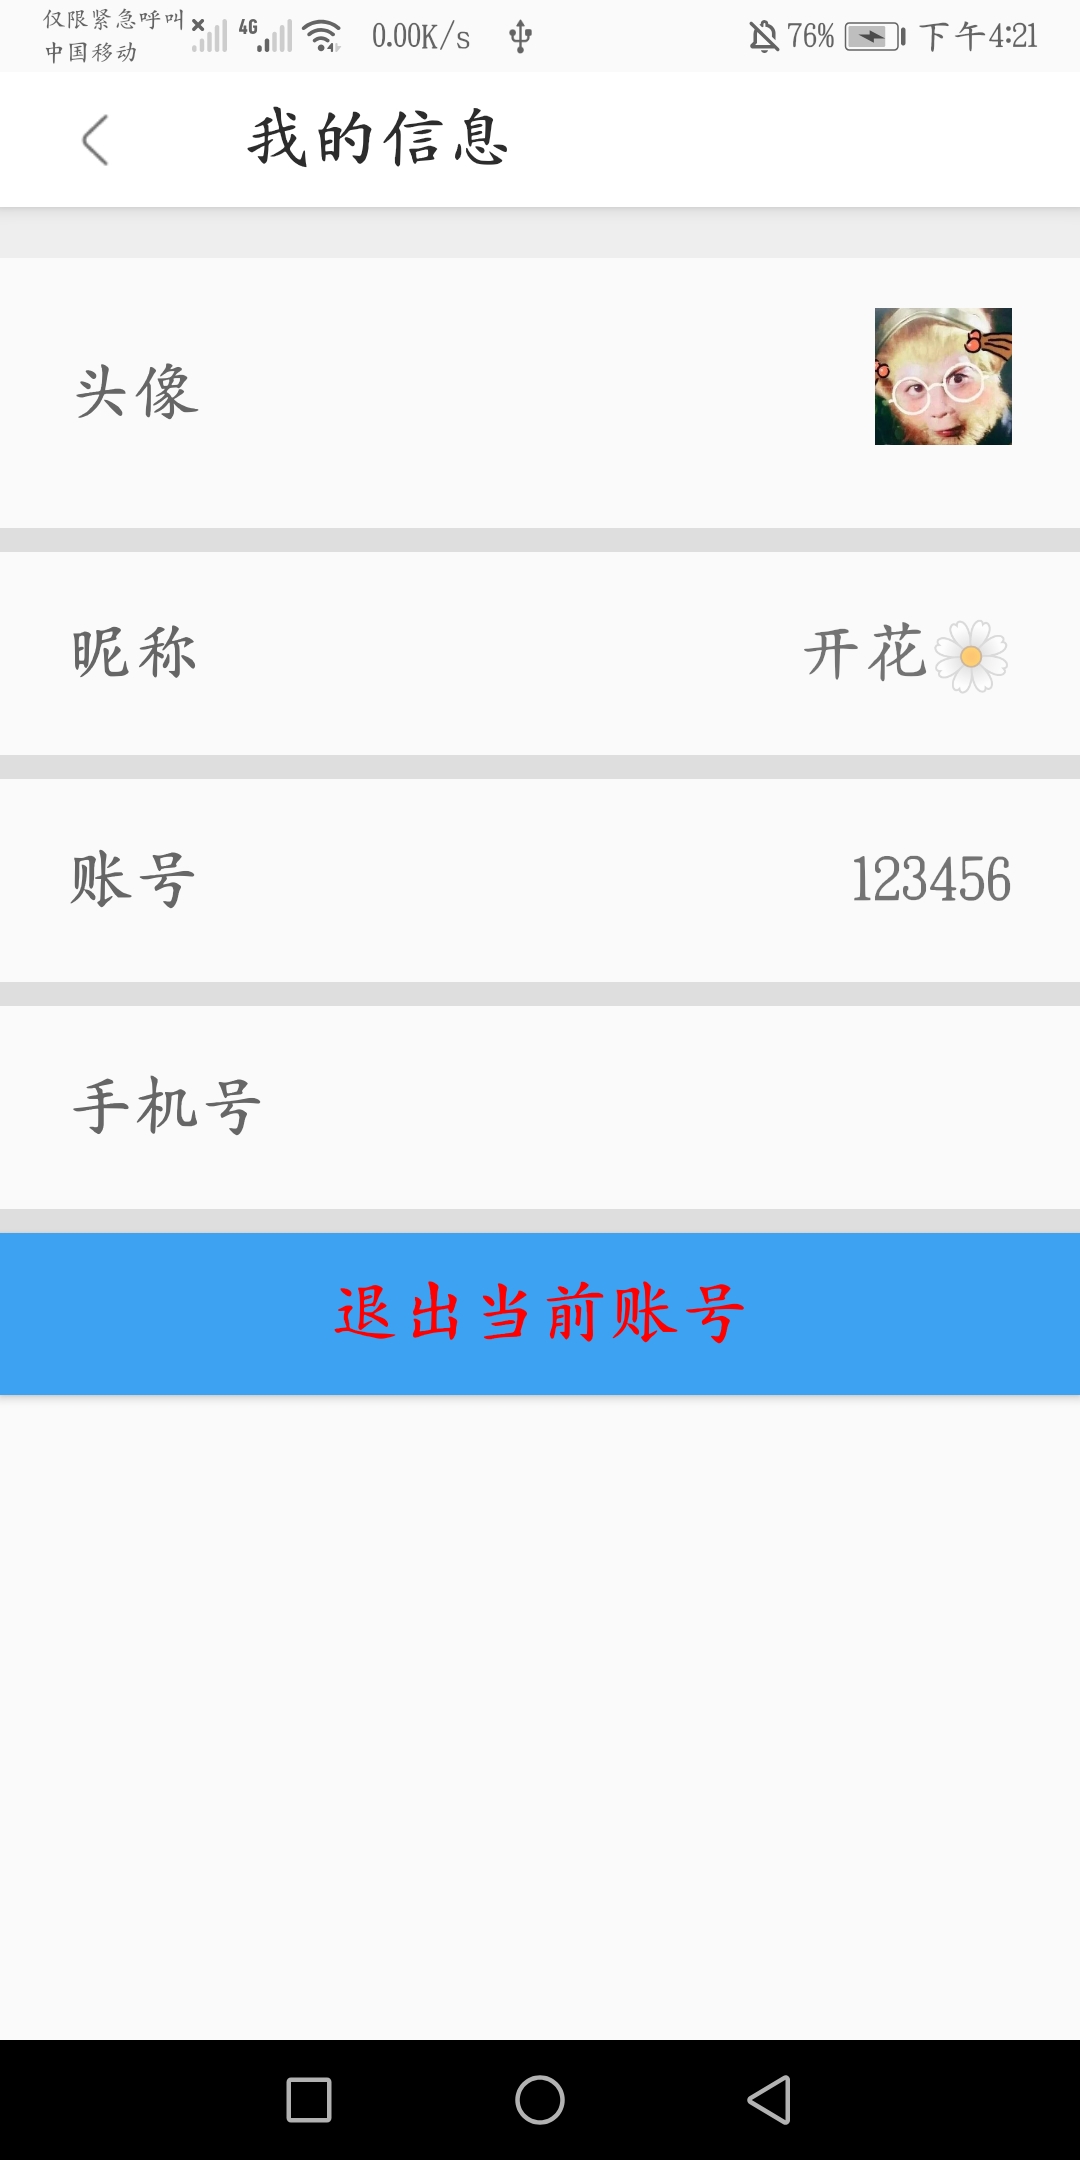 仅限紧急呼叫
中国移动
4G
0.00K/s
76%
下午4:21
我的信息
头像
昵称
开花
账号
123456
手机号
退出当前账号